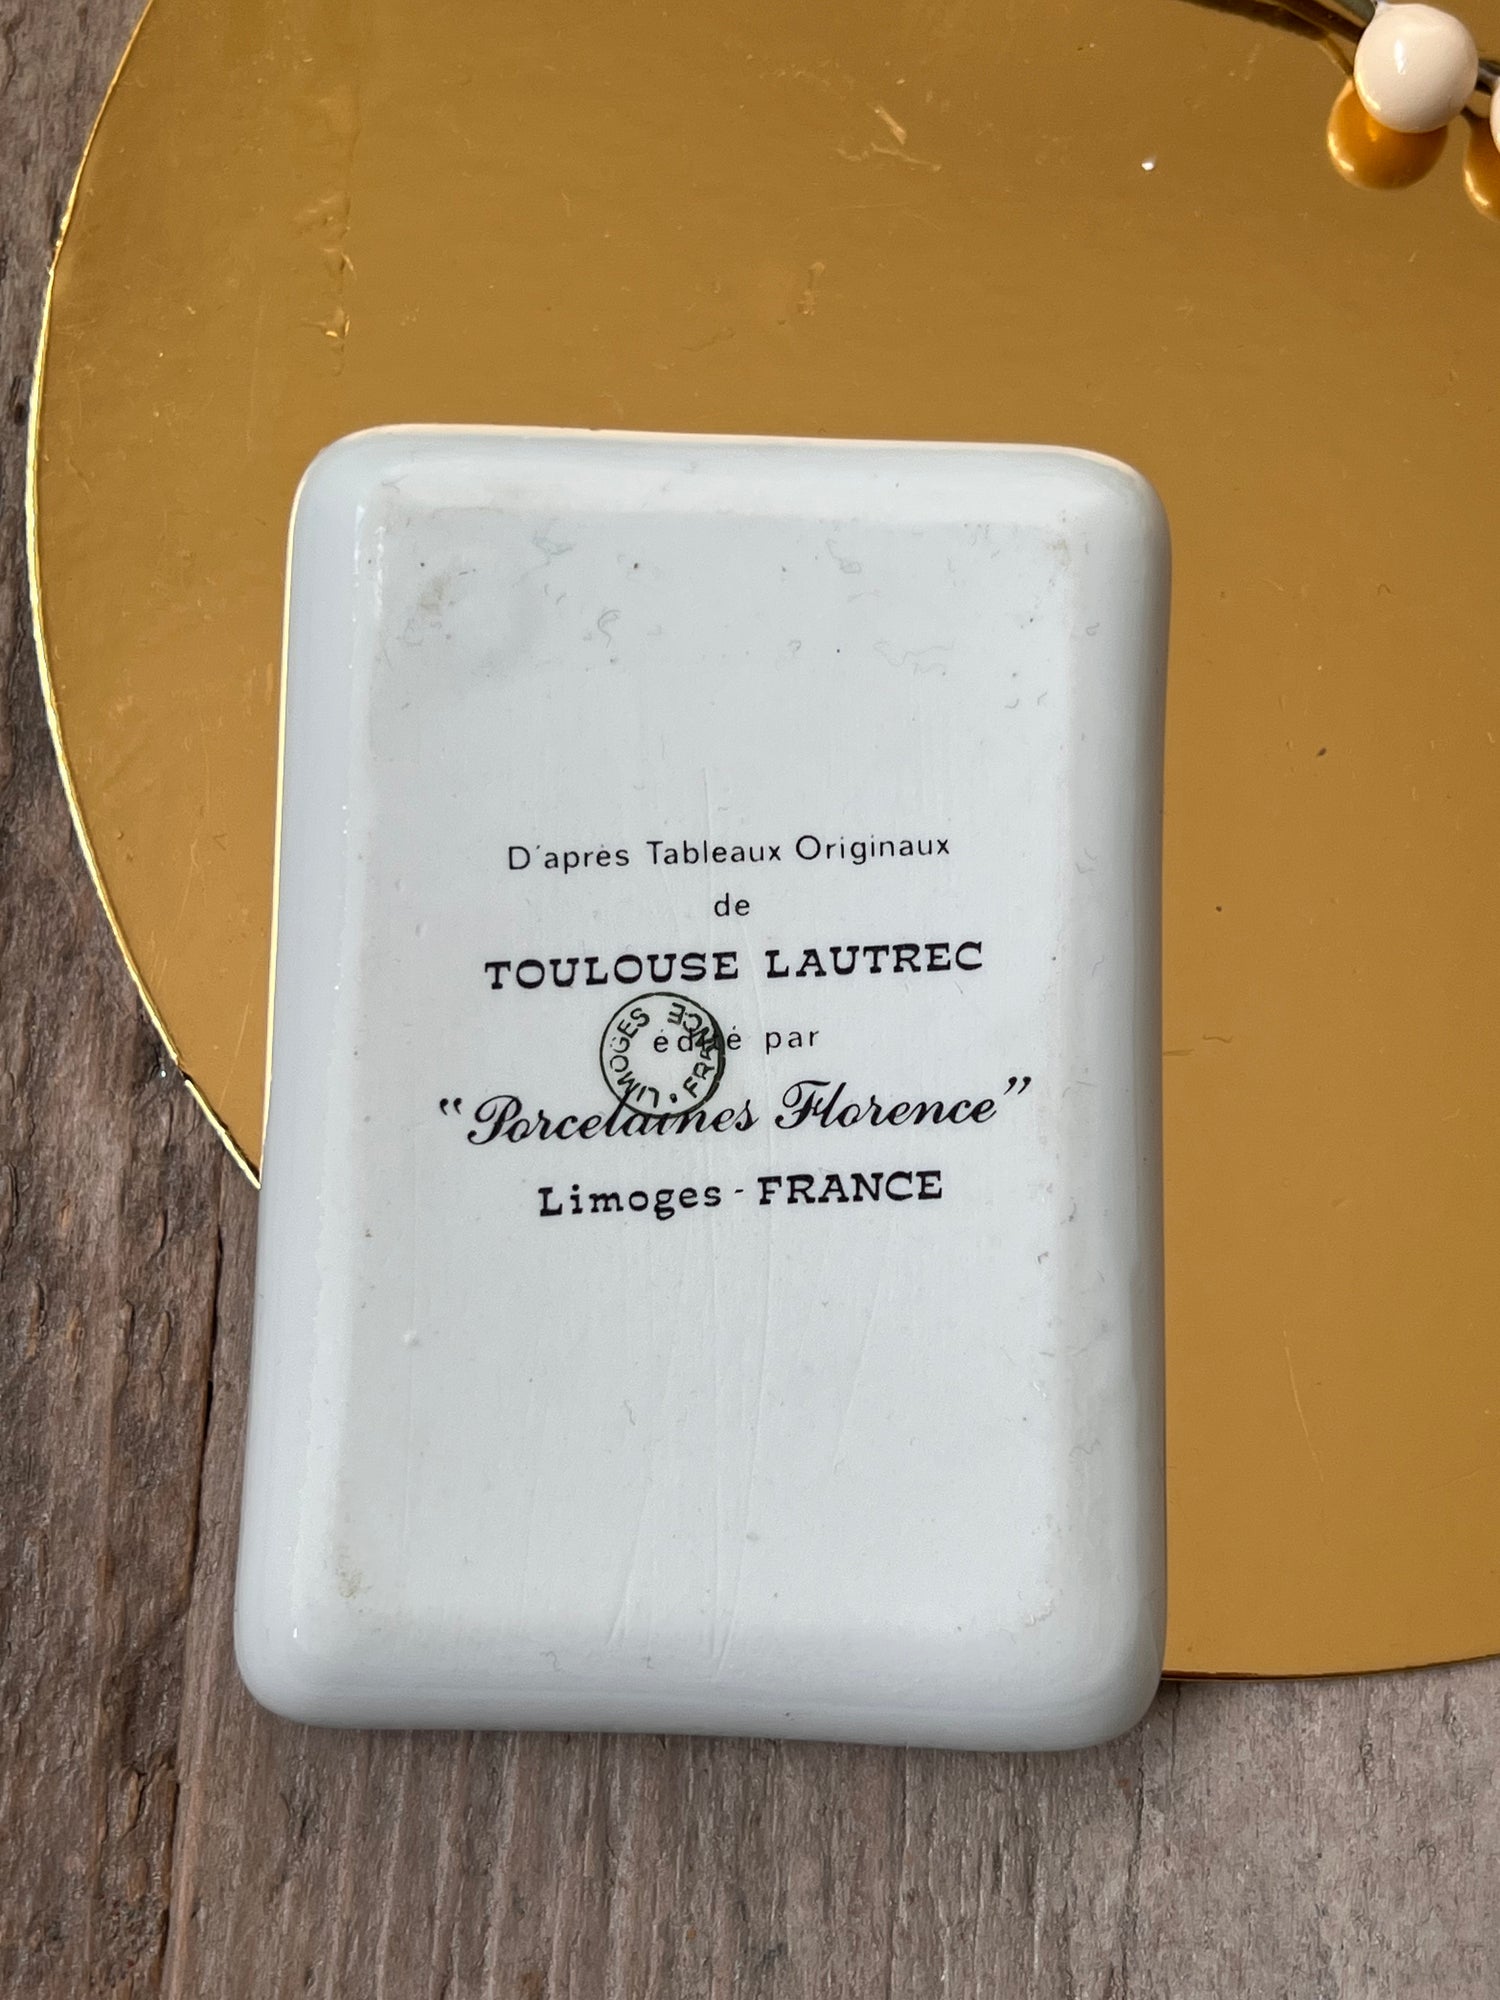 D'après Tableaux Originaux
de
TOULOUSE LAUTREC
édité par
LIMOGES • FRANCE
"Porcelaines Florence"
Limoges - FRANCE